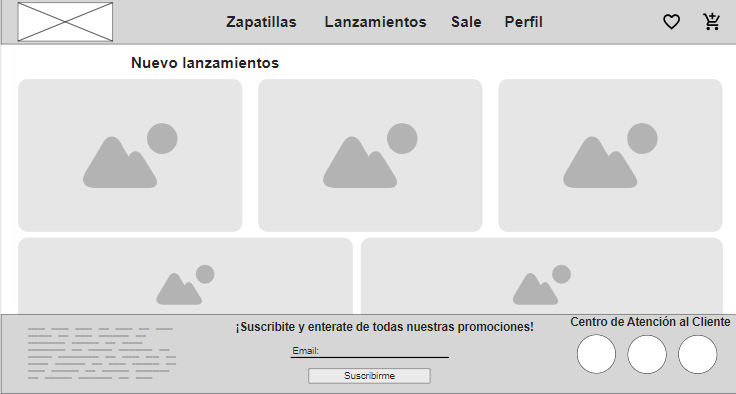 Zapatillas Lanzamientos Sale Perfil
Nuevo lanzamientos
¡Suscribite y enterate de todas nuestras promociones!
Email:
Suscribirme
Centro de Atención al Cliente